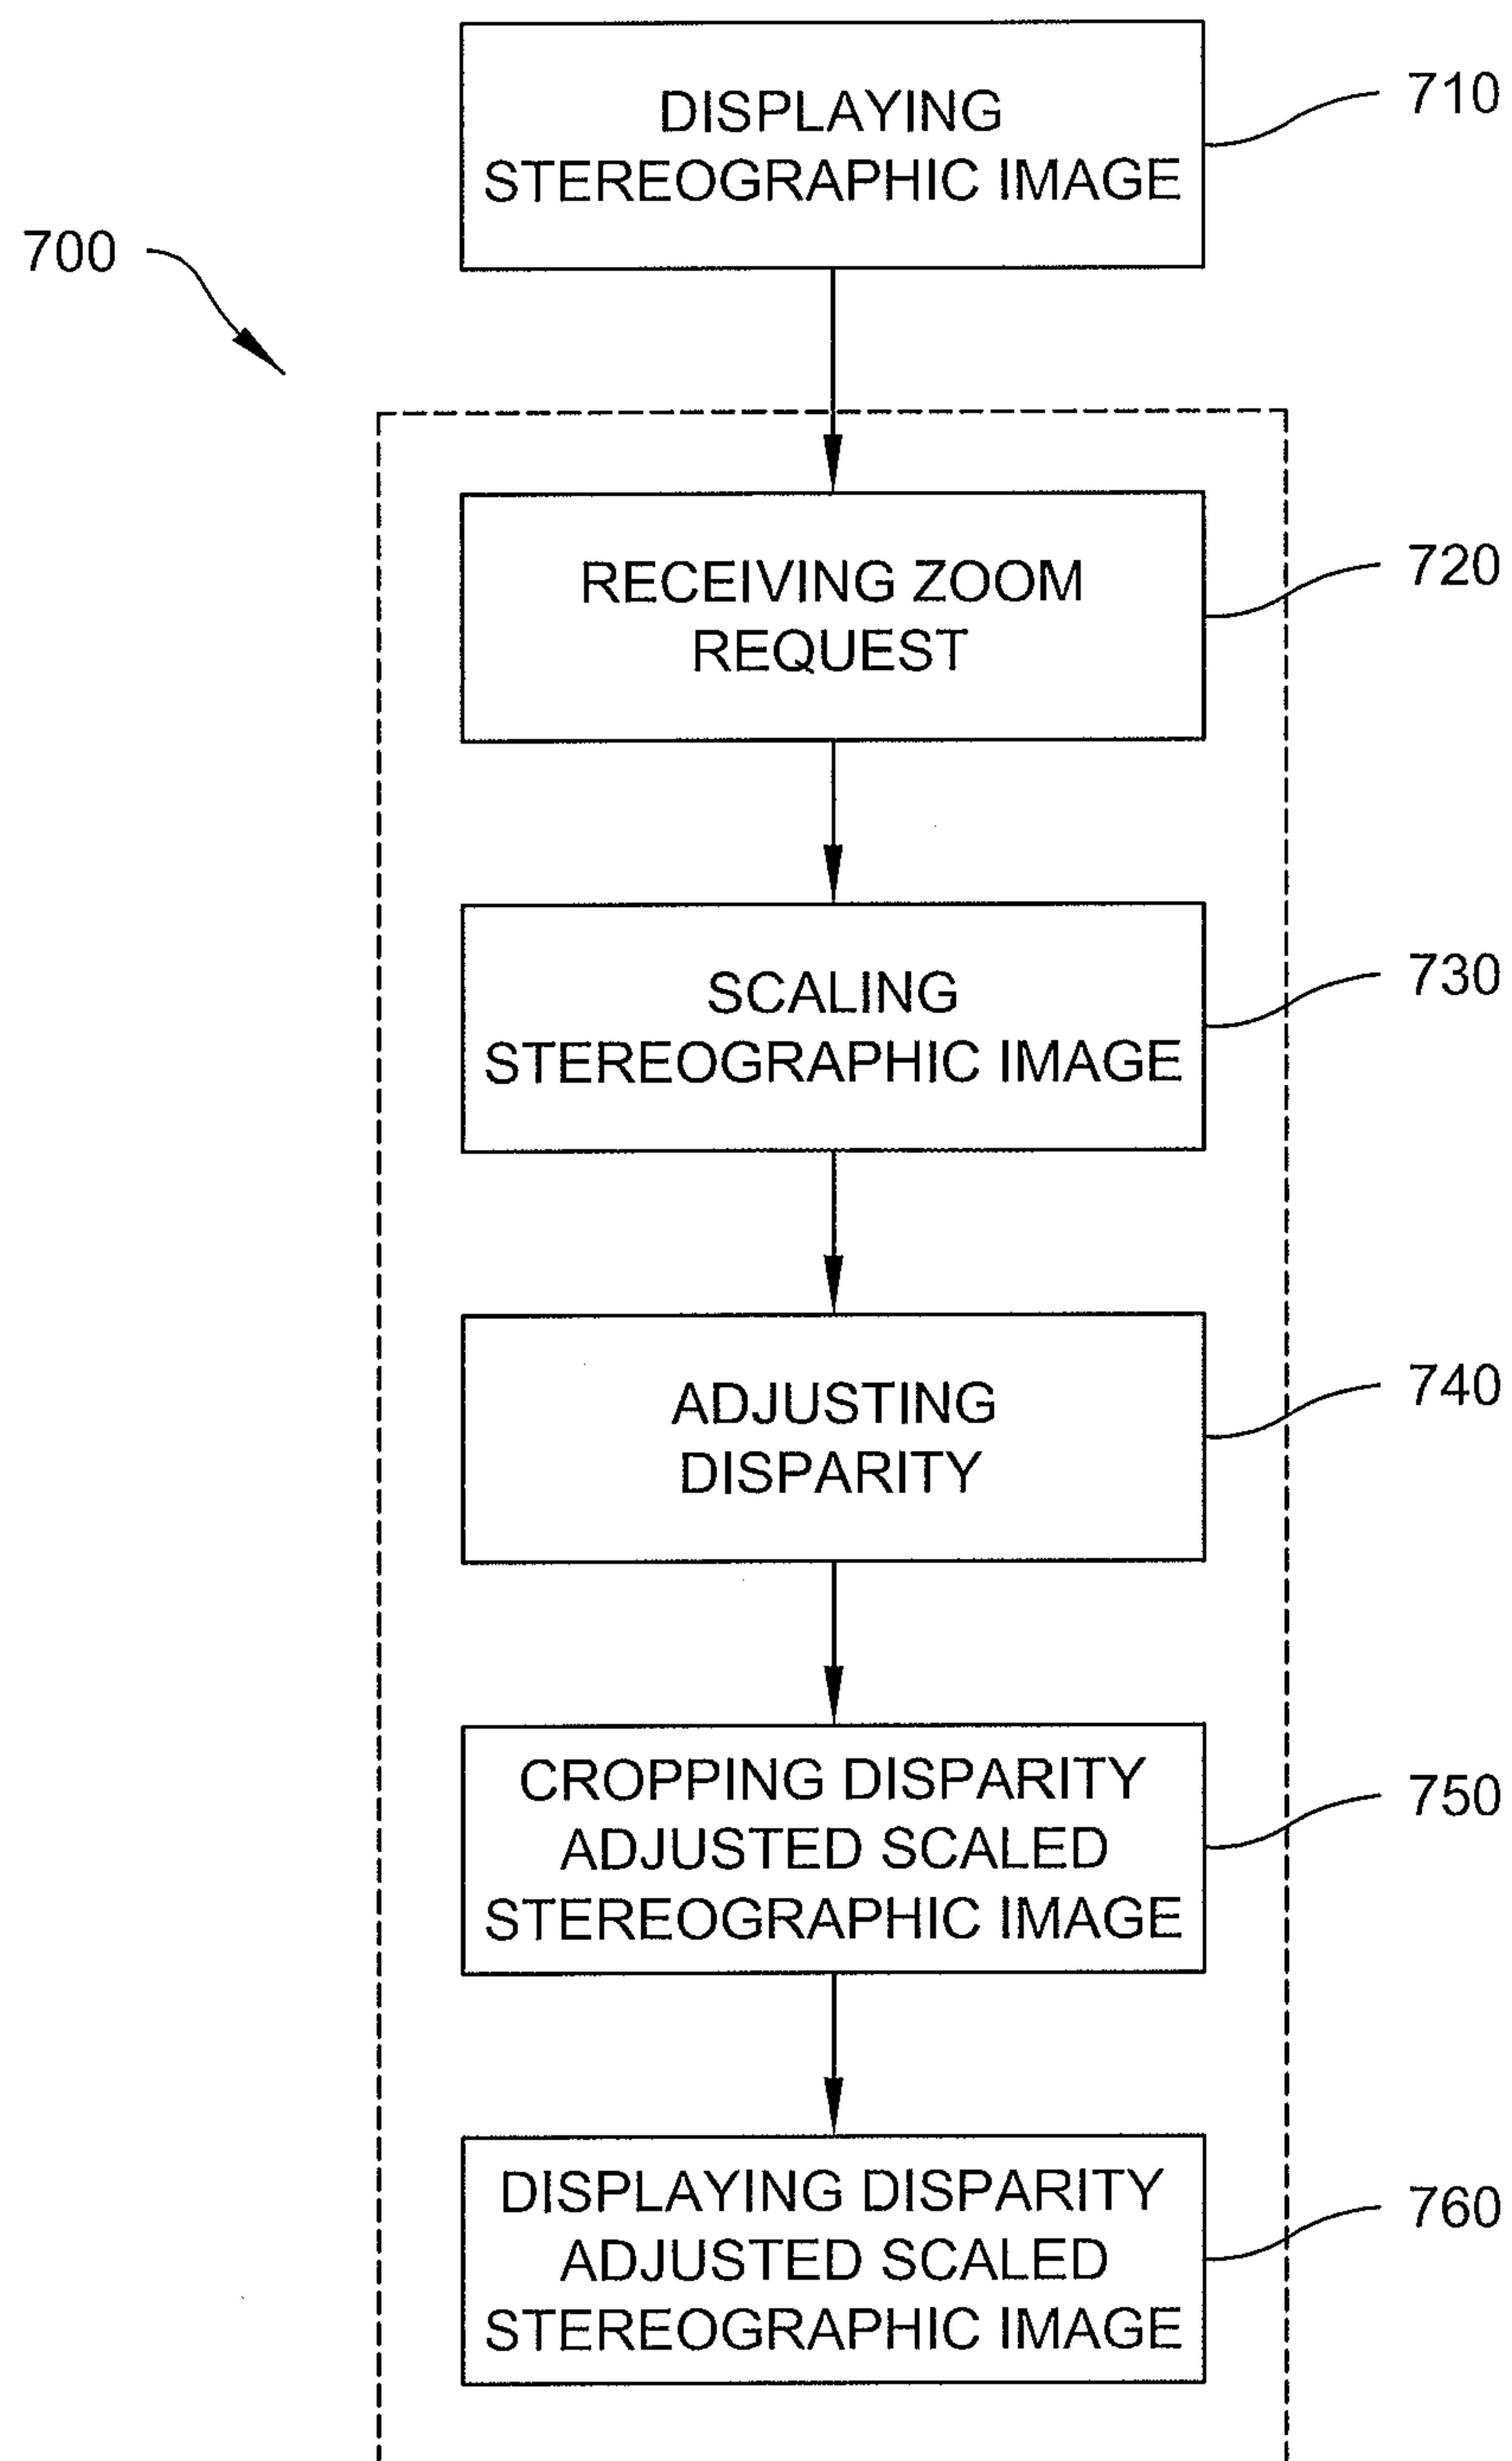 DISPLAYING
STEREOGRAPHIC IMAGE
710
700
RECEIVING ZOOM
REQUEST
720
SCALING
STEREOGRAPHIC IMAGE
730
ADJUSTING
DISPARITY
740
CROPPING DISPARITY
ADJUSTED SCALED
STEREOGRAPHIC IMAGE
750
DISPLAYING DISPARITY
ADJUSTED SCALED
STEREOGRAPHIC IMAGE
760